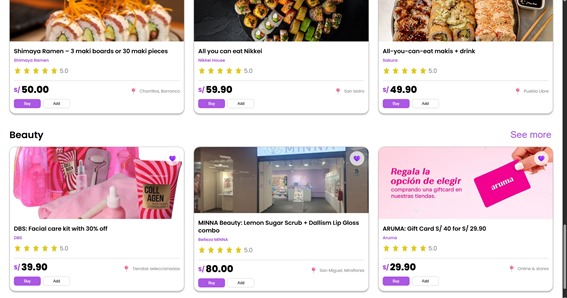 Shimaya Ramen – 3 maki boards or 30 maki pieces
Shimaya Ramen
5.0
S/ 50.00
Chorrillos, Barranco
Buy
Add
All you can eat Nikkei
Nikkei House
5.0
S/ 59.90
San Isidro
Buy
Add
All-you-can-eat makis + drink
Sakura
5.0
S/ 49.90
Pueblo Libre
Buy
Add
Beauty
See more
COLL
AGEN
DBS: Facial care kit with 30% off
DBS
5.0
S/ 39.90
Tiendas seleccionadas
Buy
Add
MINNA
MINNA Beauty: Lemon Sugar Scrub + Dallism Lip Gloss
combo
Belleza MINNA
5.0
S/ 80.00
San Miguel, Miraflores
Buy
Add
Regala la
opción de elegir
comprando una giftcard en
nuestras tiendas.
aruma
ARUMA: Gift Card S/ 40 for S/ 29.90
Aruma
5.0
S/ 29.90
Online & stores
Buy
Add